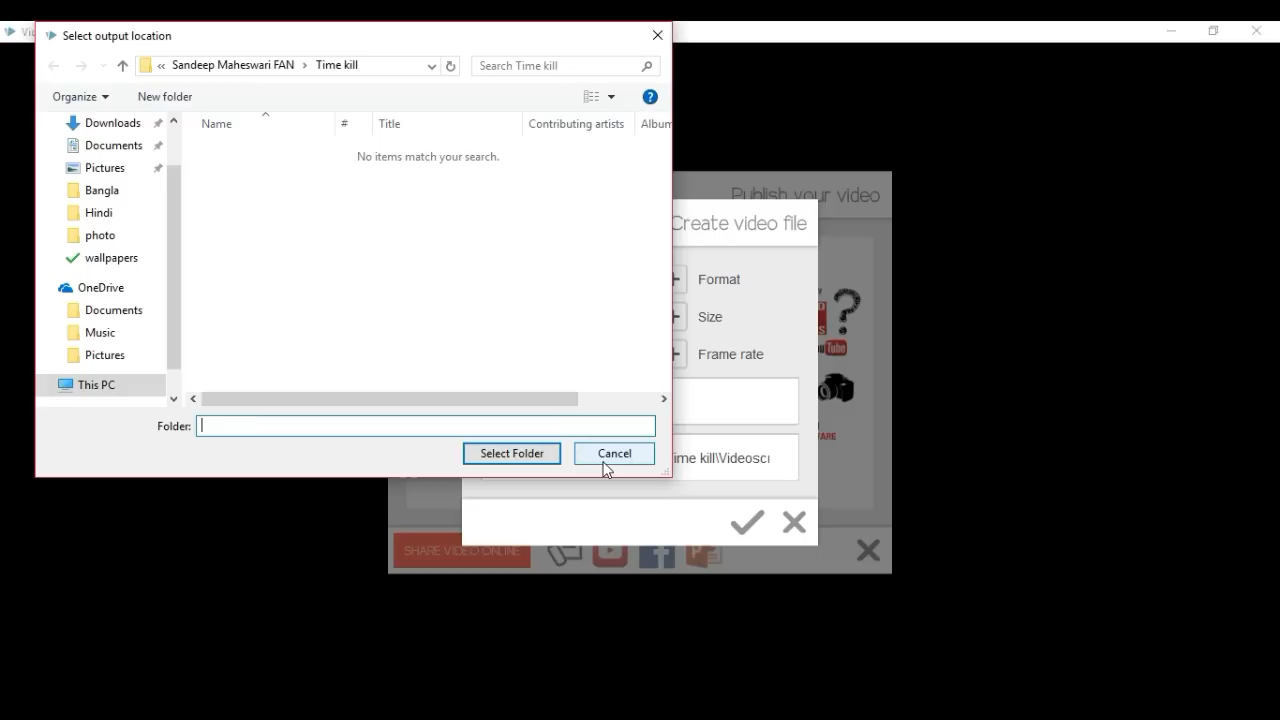 Select output location
« Sandeep Maheswari FAN › Time kill
Search Time kill
Organize
New folder
?
Name
#
Title
Contributing artists
Album
No items match your search.
Downloads
Documents
Pictures
Bangla
Hindi
photo
wallpapers
OneDrive
Documents
Music
Pictures
This PC
Folder:
Select Folder
Cancel
Publish your video
Create video file
Format
Size
Frame rate
ime kill\Videosc
SHARE VIDEO ONLINE